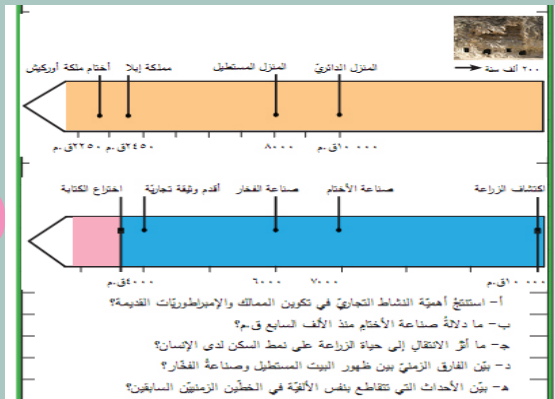 ٢٠٠ ألف سنة
المنزل الدائريّ
المنزل المستطيل
مملكة إبلا
أختام ملكة أوركيش
١٠٠٠٠ق.م
٨٠٠٠
٢٤٥٠ق.م
٢٢٥٠ق.م
اكتشاف الزراعة
صناعة الأختام
صناعة الفخار
أقدم وثيقة تجاريّة
اختراع الكتابة
١٠٠٠٠ق.م
٧٠٠٠
٦٠٠٠
٤٠٠٠ق.م
أ- استنتجُ أهميّة النشاط التجاريّ في تكوين الممالك والإمبراطوريّات القديمة؟
ب- ما دلالةُ صناعة الأختامِ منذ الألف السابع ق.م؟
جـ- ما أثرُ الانتقالِ إلى حياة الزراعة على نمط السكن لدى الإنسان؟
د- بيّن الفارق الزمنيّ بين ظهور البيت المستطيل وصناعةُ الفخّار؟
هـ- بيّن الأحداث التي تتقاطع بنفس الألفيّة في الخطّين الزمنيّين السابقين؟